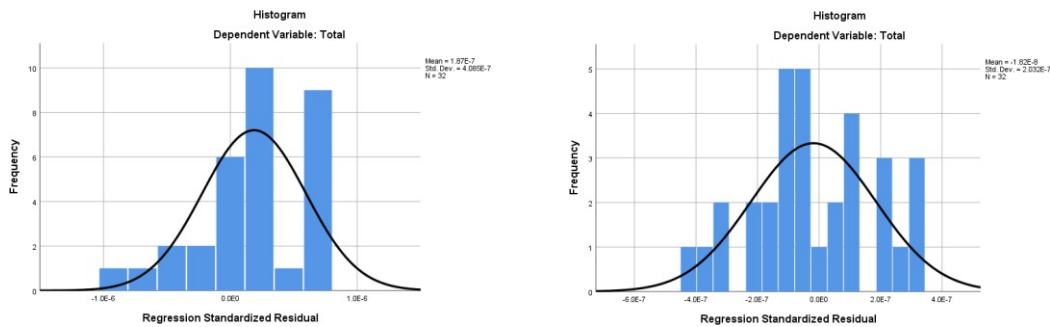 Histogram
Dependent Variable: Total
Mean = 1.87E-7
Std. Dev. = 4.085E-7
N = 32
10
8
6
4
2
0
Frequency
-1.0E-6 0.0E0 1.0E-6
Regression Standardized Residual
Histogram
Dependent Variable: Total
Mean = -1.82E-8
Std. Dev. = 2.032E-7
N = 32
5
4
3
2
1
0
Frequency
-6.0E-7 -4.0E-7 -2.0E-7 0.0E0 2.0E-7 4.0E-7
Regression Standardized Residual